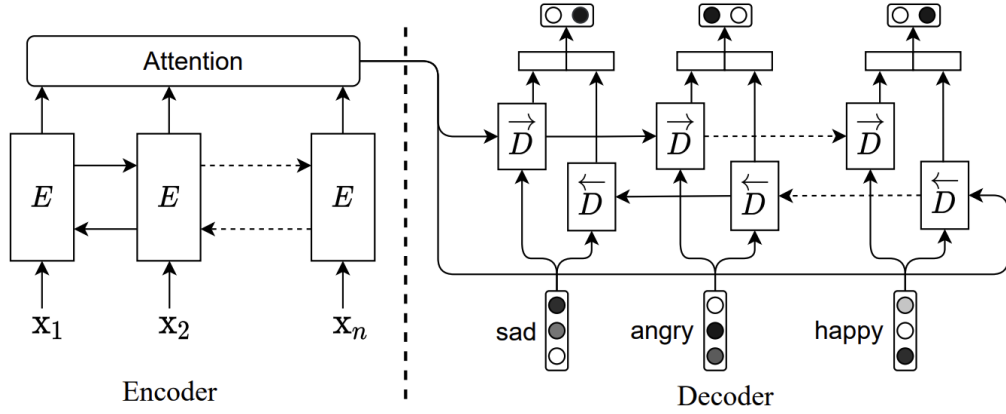 Attention
E E E
x₁ x₂ xₙ
Encoder
→D →D →D
←D ←D ←D
sad angry happy
Decoder